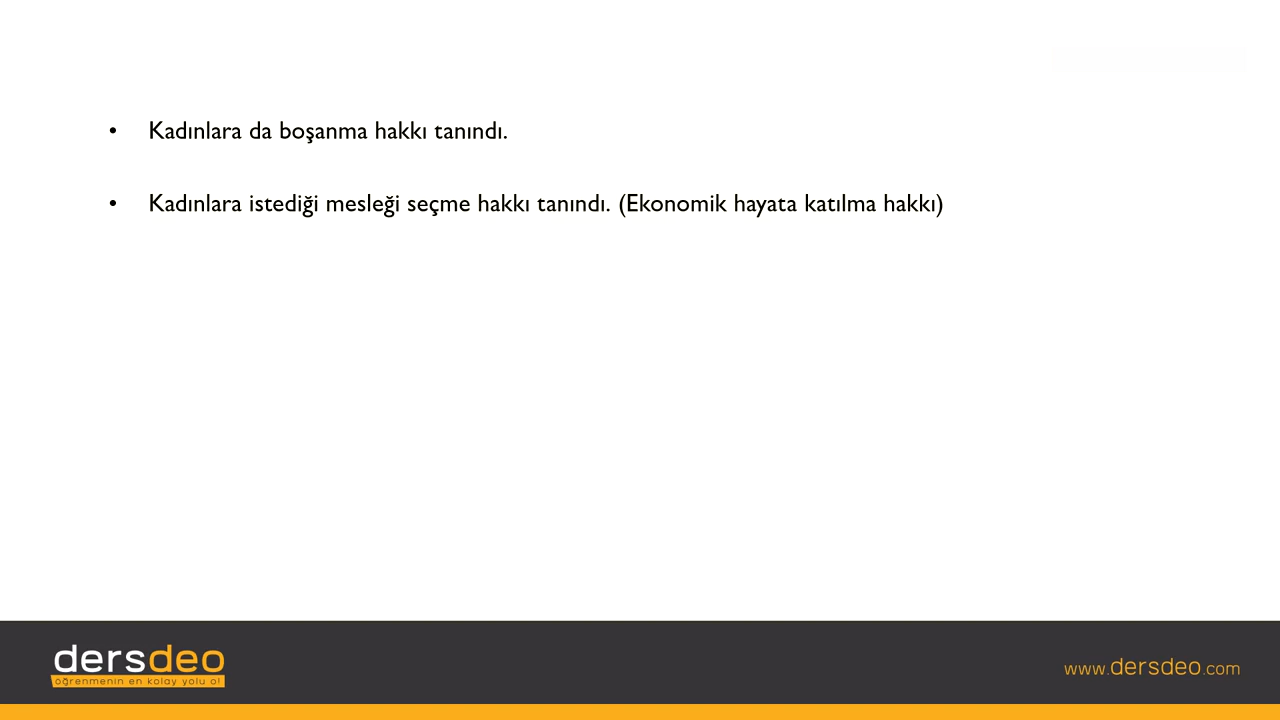 • Kadınlara da boşanma hakkı tanındı.
• Kadınlara istediği mesleği seçme hakkı tanındı. (Ekonomik hayata katılma hakkı)
dersdeo
öğrenmenin en kolay yolu o!
www.dersdeo.com